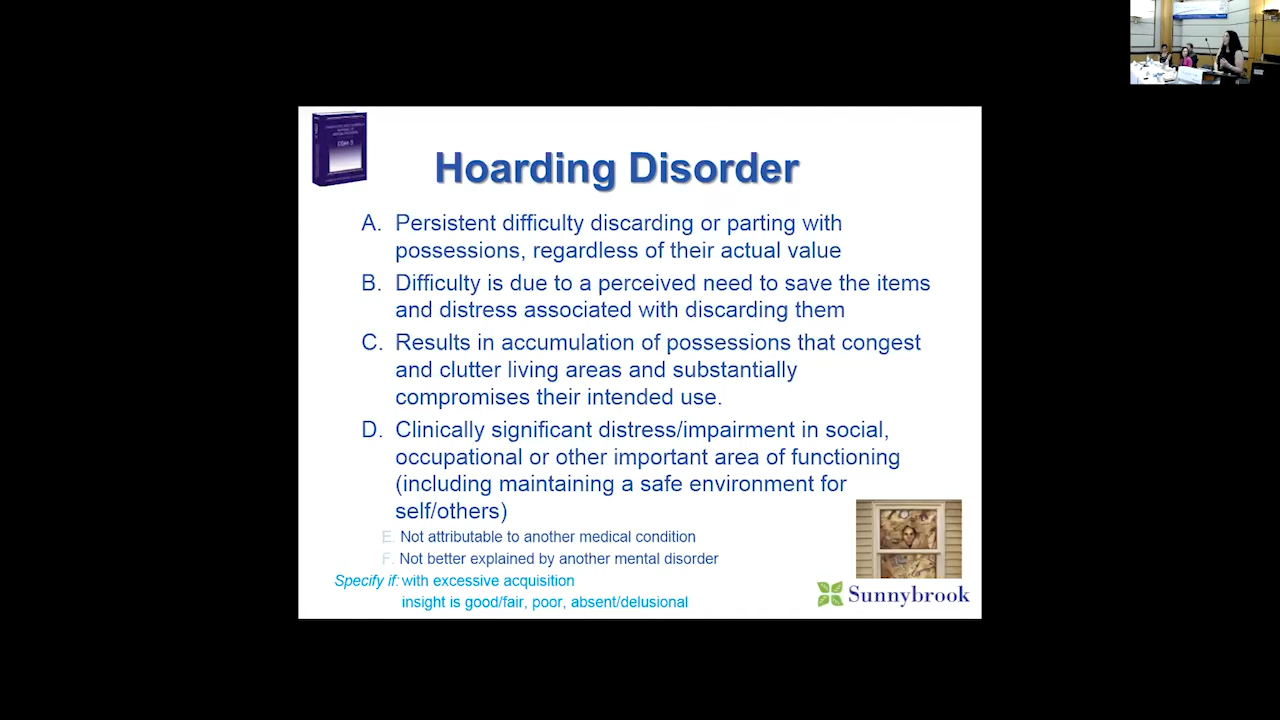 Hoarding Disorder
A. Persistent difficulty discarding or parting with
possessions, regardless of their actual value
B. Difficulty is due to a perceived need to save the items
and distress associated with discarding them
C. Results in accumulation of possessions that congest
and clutter living areas and substantially
compromises their intended use.
D. Clinically significant distress/impairment in social,
occupational or other important area of functioning
(including maintaining a safe environment for
self/others)
E. Not attributable to another medical condition
F. Not better explained by another mental disorder
Specify if: with excessive acquisition
insight is good/fair, poor, absent/delusional
Sunnybrook